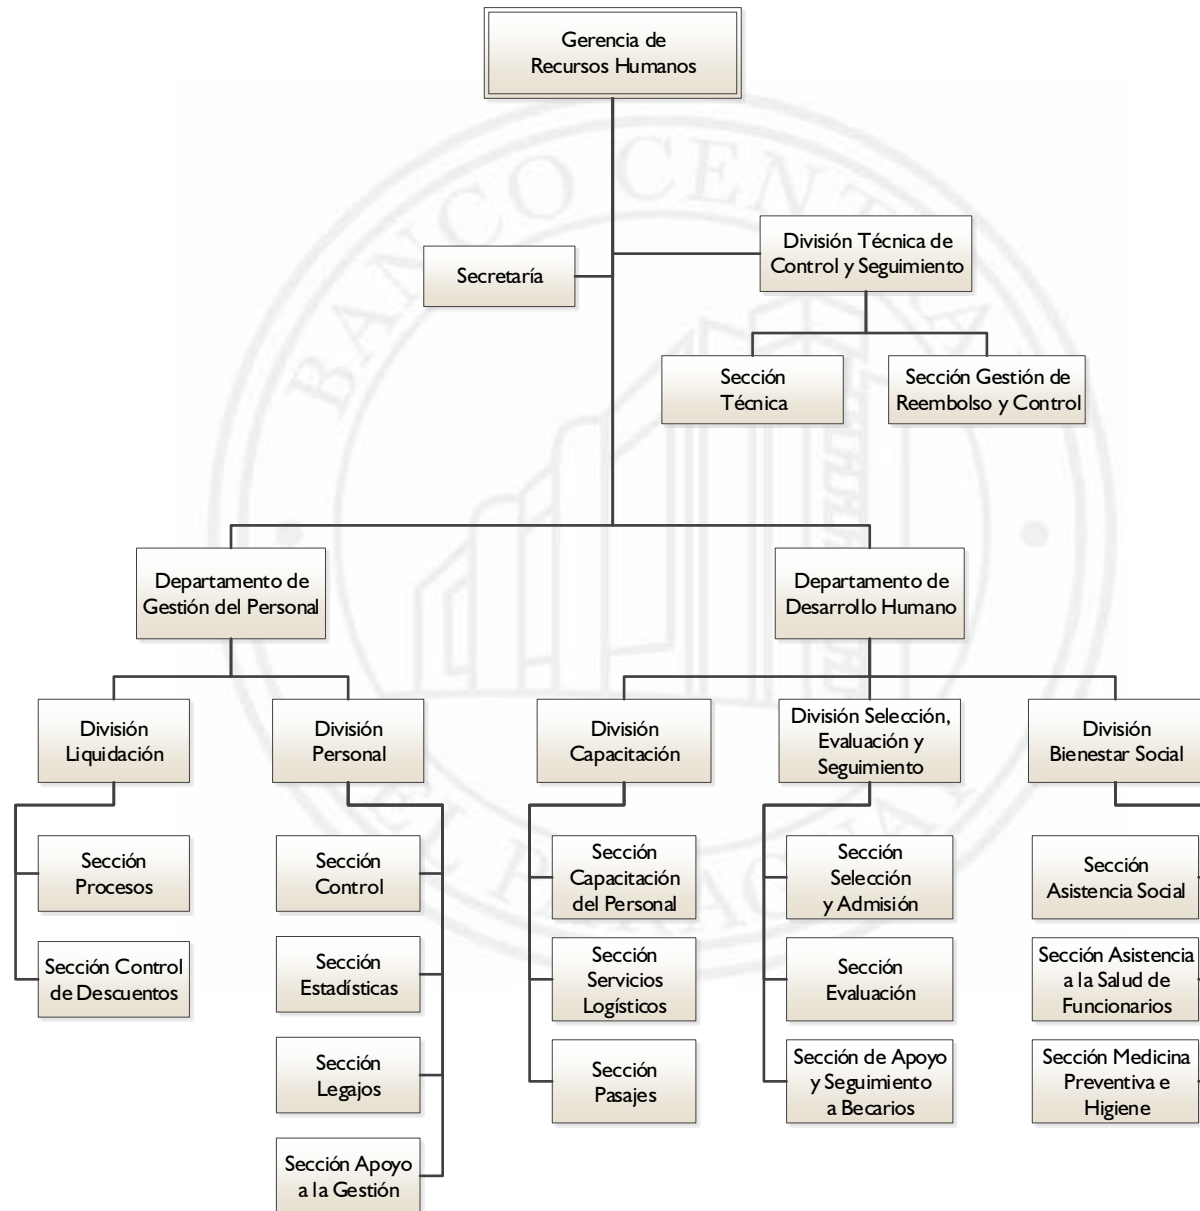 Gerencia de
Recursos Humanos
BANCO CENTRAL
DEL PARAGUAY
División Técnica de
Control y Seguimiento
Secretaría
Sección
Técnica
Sección Gestión de
Reembolso y Control
Departamento de
Gestión del Personal
Departamento de
Desarrollo Humano
División
Liquidación
División
Personal
División
Capacitación
División Selección,
Evaluación y
Seguimiento
División
Bienestar Social
Sección
Procesos
Sección Control
de Descuentos
Sección
Control
Sección
Estadísticas
Sección
Legajos
Sección Apoyo
a la Gestión
Sección
Capacitación
del Personal
Sección
Servicios
Logísticos
Sección
Pasajes
Sección
Selección
y Admisión
Sección
Evaluación
Sección de Apoyo
y Seguimiento
a Becarios
Sección
Asistencia Social
Sección Asistencia
a la Salud de
Funcionarios
Sección Medicina
Preventiva e
Higiene